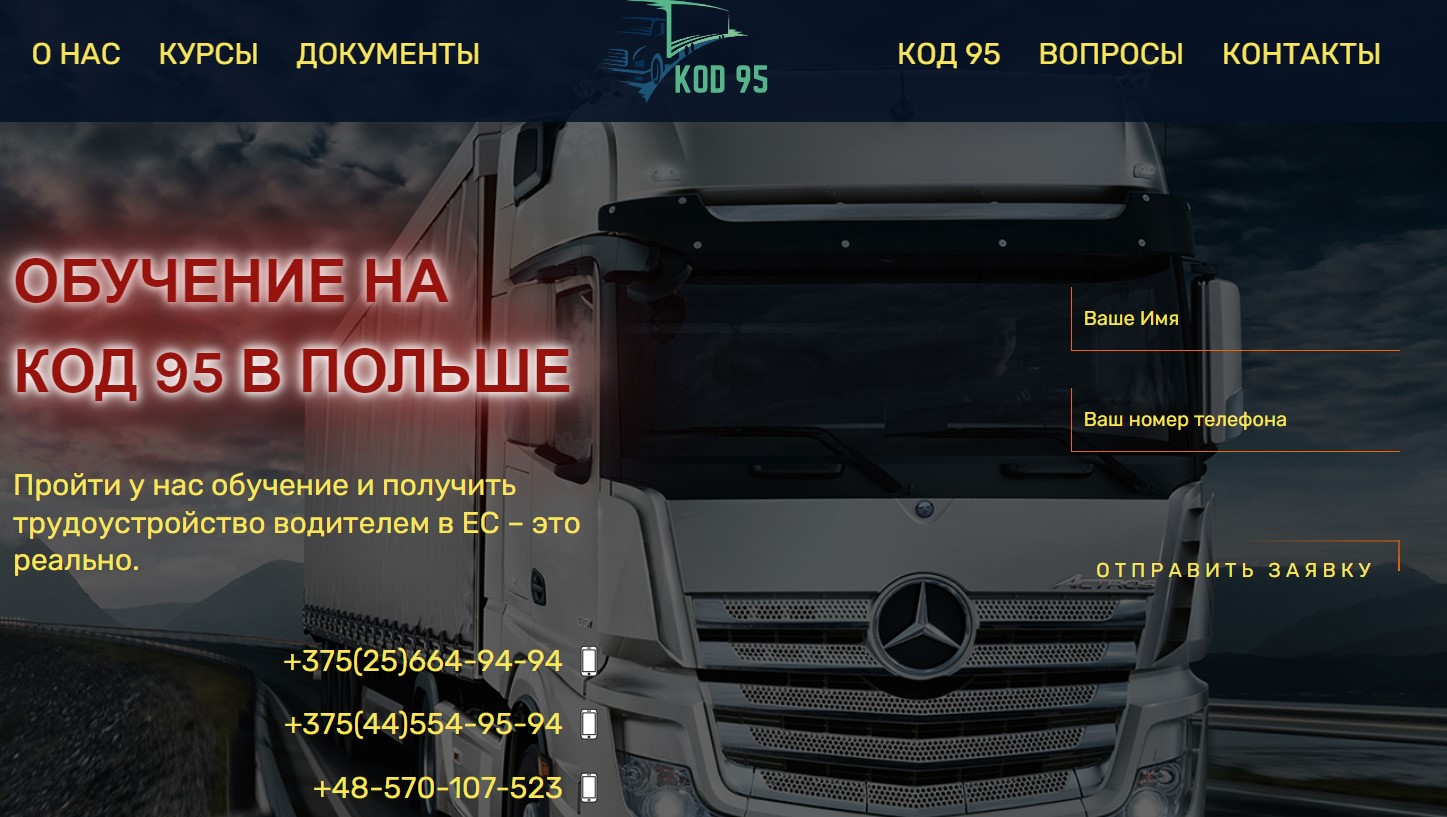 О НАС
КУРСЫ
ДОКУМЕНТЫ
KOD 95
КОД 95
ВОПРОСЫ
КОНТАКТЫ
ОБУЧЕНИЕ НА
КОД 95 В ПОЛЬШЕ
Пройти у нас обучение и получить
трудоустройство водителем в ЕС – это
реально.
+375(25)664-94-94
+375(44)554-95-94
+48-570-107-523
Ваше Имя
Ваш номер телефона
ОТПРАВИТЬ ЗАЯВКУ
ACTROS